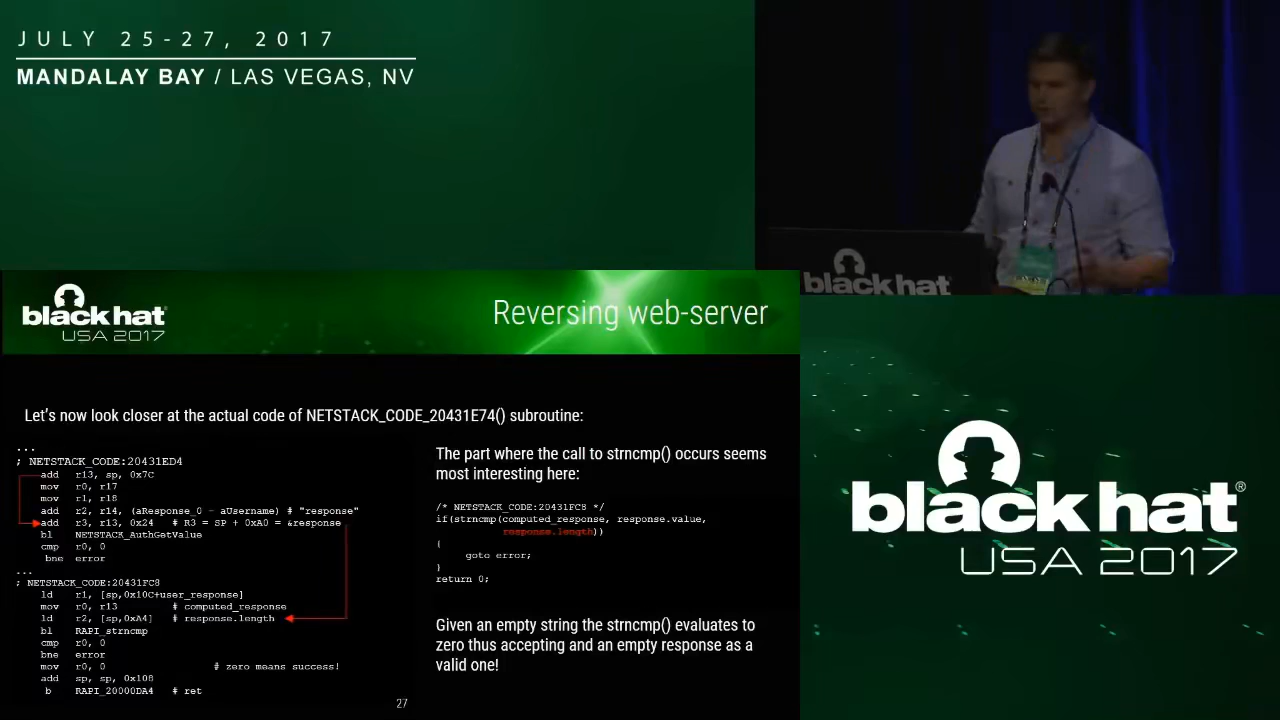 JULY 25-27, 2017
MANDALAY BAY / LAS VEGAS, NV
black hat
black hat
USA 2017
Reversing web-server
Let's now look closer at the actual code of NETSTACK_CODE_20431E74() subroutine:
...
; NETSTACK_CODE:20431ED4
add r13, sp, 0x7C
mov r0, r17
mov r1, r18
add r2, r14, (aResponse_0 - aUsername) # "response"
add r3, r13, 0x24 # R3 = SP + 0xA0 = &response
bl NETSTACK_AuthGetValue
cmp r0, 0
bne error
...
; NETSTACK_CODE:20431FC8
ld r1, [sp,0x10C+user_response]
mov r0, r13 # computed_response
ld r2, [sp,0xA4] # response.length
bl RAPI_strncmp
cmp r0, 0
bne error
mov r0, 0 # zero means success!
add sp, sp, 0x108
b RAPI_20000DA4 # ret
The part where the call to strncmp() occurs seems
most interesting here:
/* NETSTACK_CODE:20431FC8 */
if(strncmp(computed_response, response.value,
response.length))
{
goto error;
}
return 0;
Given an empty string the strncmp() evaluates to
zero thus accepting and an empty response as a
valid one!
27
black hat®
USA 2017